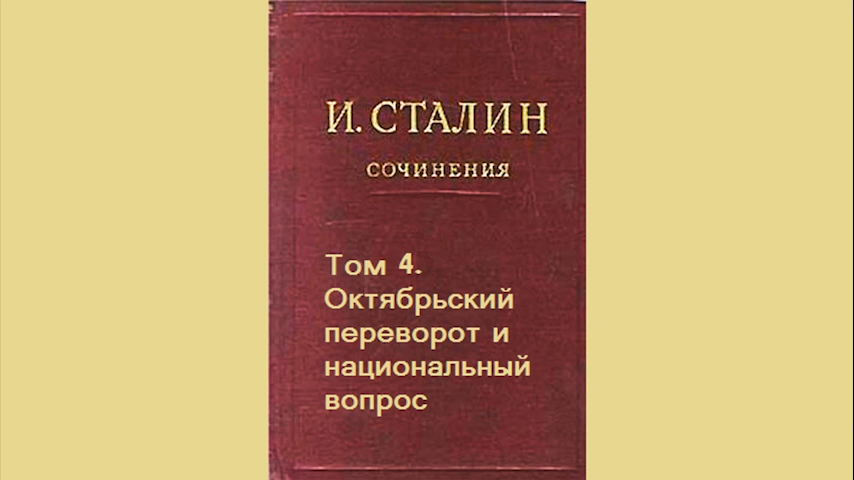 И. СТАЛИН
СОЧИНЕНИЯ
Том 4.
Октябрьский
переворот и
национальный
вопрос